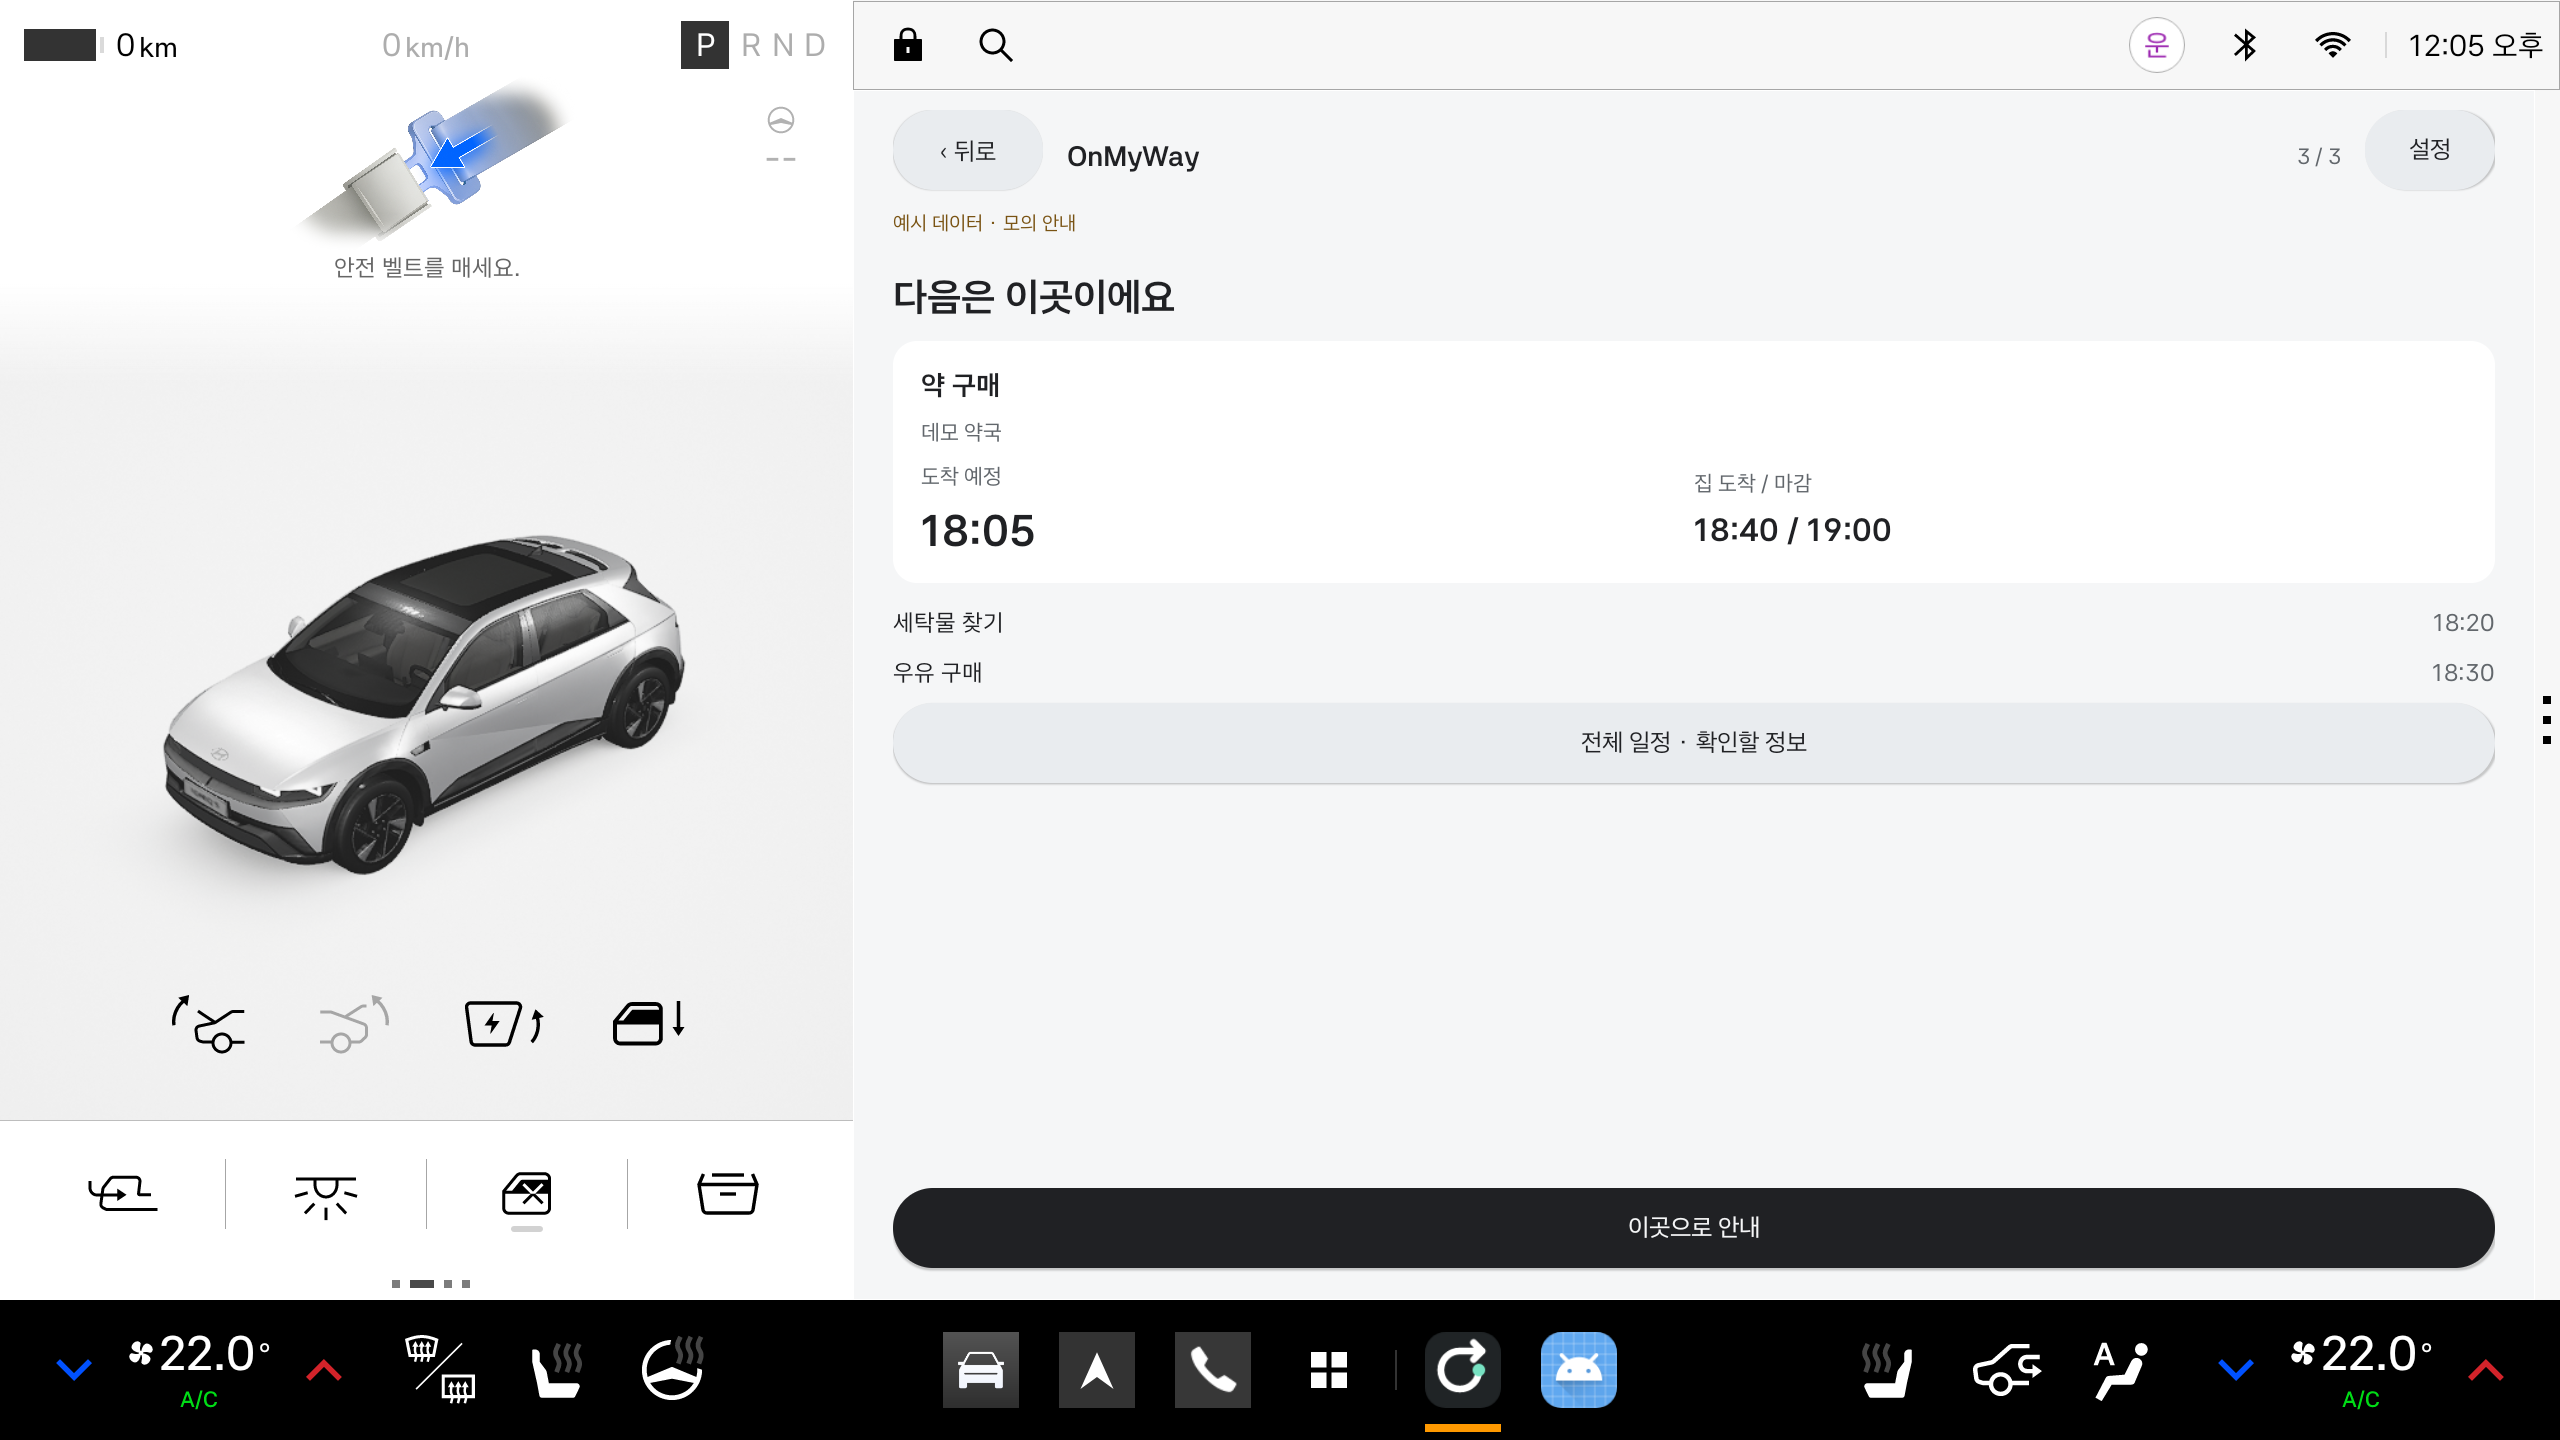 0 km
0 km/h
P R N D
안전 벨트를 매세요.
운
12:05 오후
‹ 뒤로
OnMyWay
3 / 3
설정
예시 데이터 · 모의 안내
다음은 이곳이에요
약 구매
데모 약국
도착 예정
18:05
집 도착 / 마감
18:40 / 19:00
세탁물 찾기
18:20
우유 구매
18:30
전체 일정 · 확인할 정보
이곳으로 안내
22.0°
A/C
A
22.0°
A/C